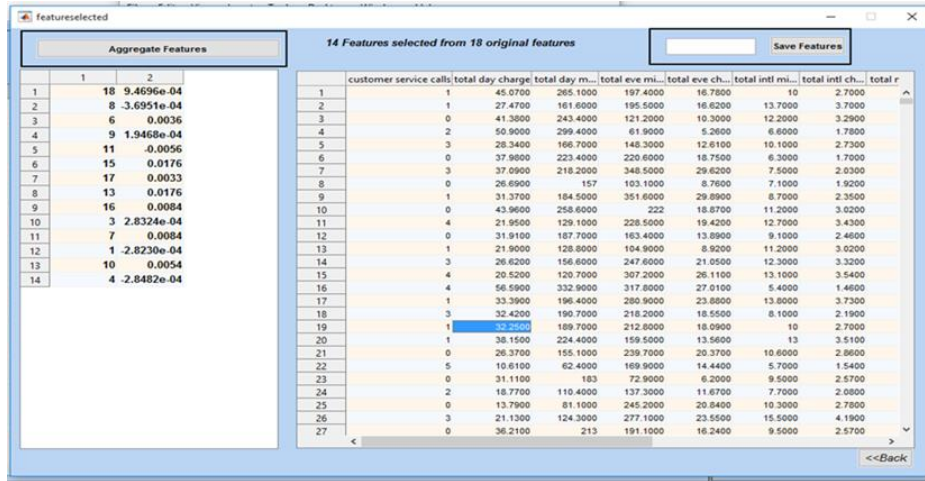 featureselected
Aggregate Features
14 Features selected from 18 original features
Save Features
1 2
1 18 9.4696e-04
2 8 -3.6951e-04
3 6 0.0036
4 9 1.9468e-04
5 11 -0.0056
6 15 0.0176
7 17 0.0033
8 13 0.0176
9 16 0.0084
10 3 2.8324e-04
11 7 0.0084
12 1 -2.8230e-04
13 10 0.0054
14 4 -2.8482e-04
customer service calls total day charge total day m... total eve mi... total eve ch... total intl mi... total intl ch... total r
1 1 45.0700 265.1000 197.4000 16.7800 10 2.7000
2 1 27.4700 161.6000 195.5000 16.6200 13.7000 3.7000
3 0 41.3800 243.4000 121.2000 10.3000 12.2000 3.2900
4 2 50.9000 299.4000 61.9000 5.2600 6.6000 1.7800
5 3 28.3400 166.7000 148.3000 12.6100 10.1000 2.7300
6 0 37.9800 223.4000 220.6000 18.7500 6.3000 1.7000
7 3 37.0900 218.2000 348.5000 29.6200 7.5000 2.0300
8 0 26.6900 157 103.1000 8.7600 7.1000 1.9200
9 1 31.3700 184.5000 351.6000 29.8900 8.7000 2.3500
10 0 43.9600 258.6000 222 18.8700 11.2000 3.0200
11 4 21.9500 129.1000 228.5000 19.4200 12.7000 3.4300
12 0 31.9100 187.7000 163.4000 13.8900 9.1000 2.4600
13 1 21.9000 128.8000 104.9000 8.9200 11.2000 3.0200
14 3 26.6200 156.6000 247.6000 21.0500 12.3000 3.3200
15 4 20.5200 120.7000 307.2000 26.1100 13.1000 3.5400
16 4 56.5900 332.9000 317.8000 27.0100 5.4000 1.4600
17 1 33.3900 196.4000 280.9000 23.8800 13.8000 3.7300
18 3 32.4200 190.7000 218.2000 18.5500 8.1000 2.1900
19 1 32.2500 189.7000 212.8000 18.0900 10 2.7000
20 1 38.1500 224.4000 159.5000 13.5600 13 3.5100
21 0 26.3700 155.1000 239.7000 20.3700 10.6000 2.8600
22 5 10.6100 62.4000 169.9000 14.4400 5.7000 1.5400
23 0 31.1100 183 72.9000 6.2000 9.5000 2.5700
24 2 18.7700 110.4000 137.3000 11.6700 7.7000 2.0800
25 0 13.7900 81.1000 245.2000 20.8400 10.3000 2.7800
26 3 21.1300 124.3000 277.1000 23.5500 15.5000 4.1900
27 0 36.2100 213 191.1000 16.2400 9.5000 2.5700
<<Back